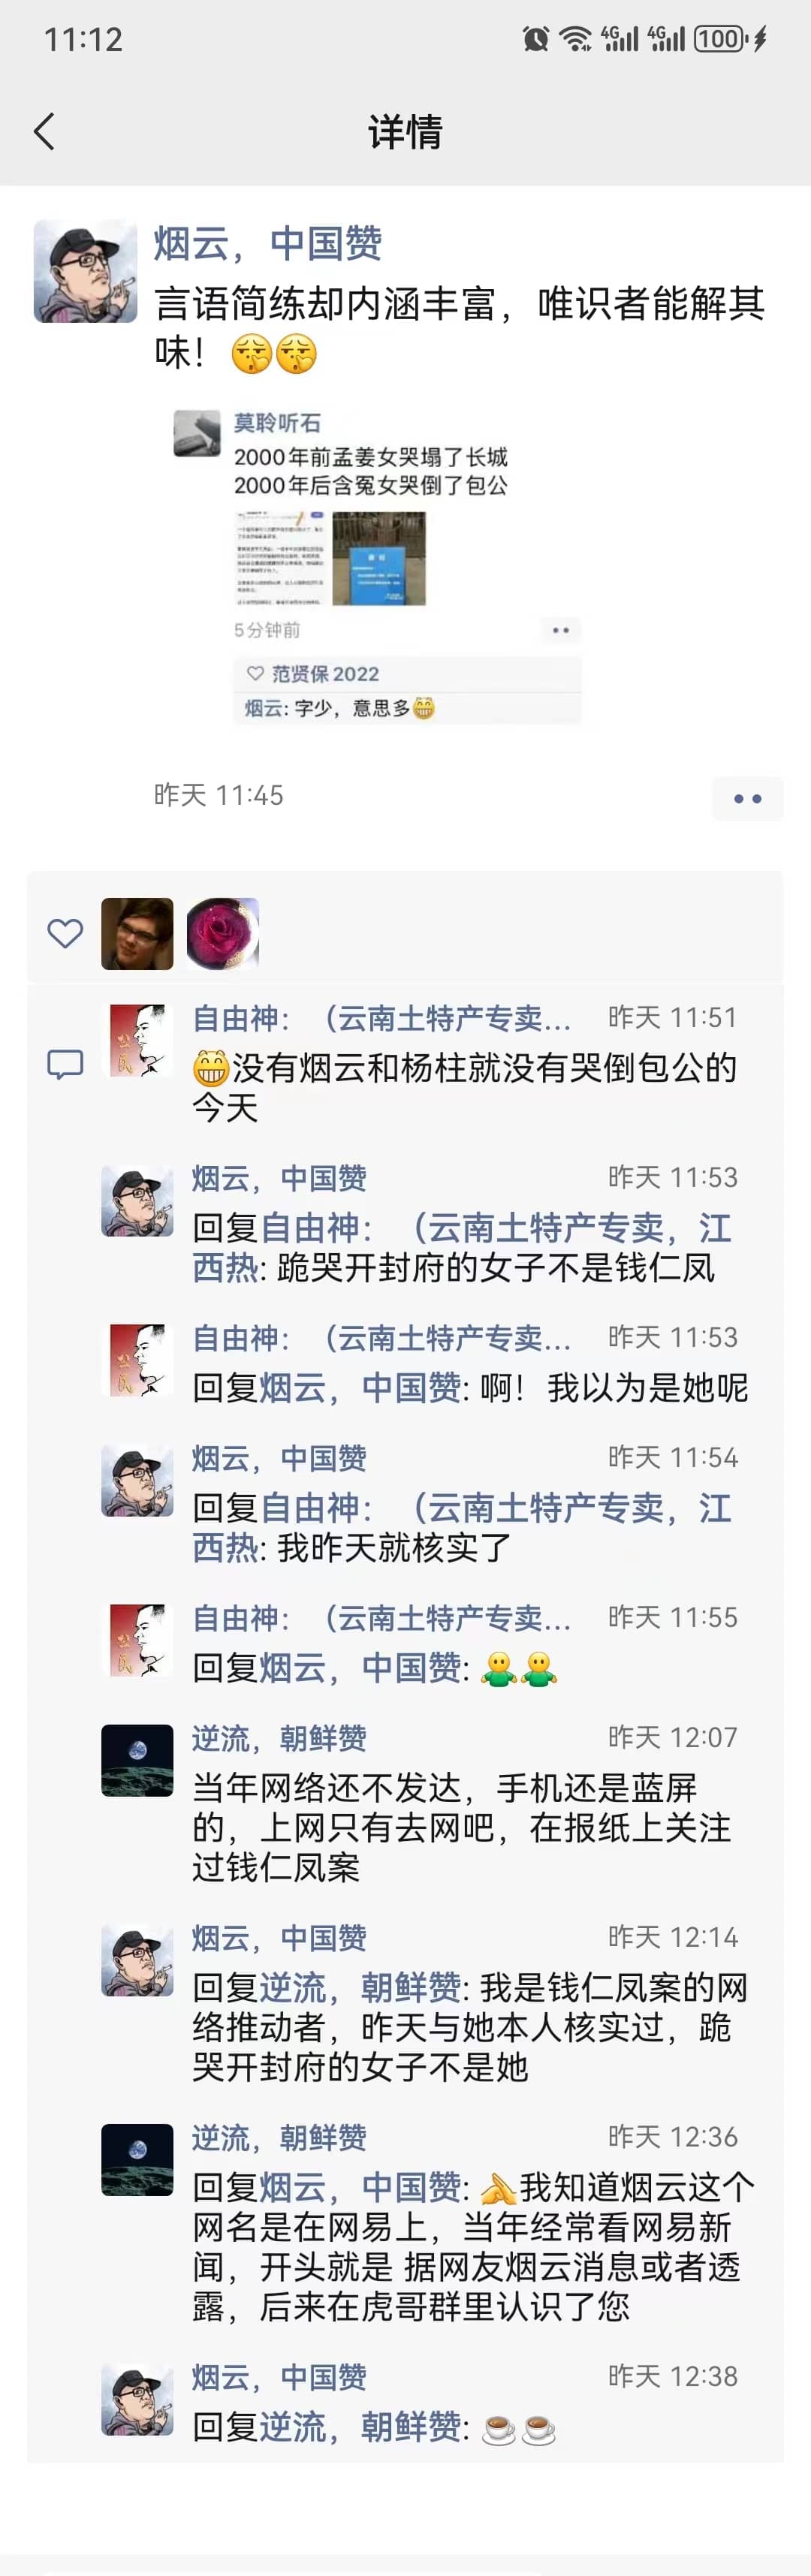 11:12
4G 4G 100
详情
烟云，中国赞
言语简练却内涵丰富，唯识者能解其
味！🤫🤫
莫聆听石
2000年前孟姜女哭塌了长城
2000年后含冤女哭倒了包公
5分钟前
范贤保2022
烟云: 字少，意思多😁
昨天 11:45
公民
自由神：（云南土特产专卖... 昨天 11:51
😁没有烟云和杨柱就没有哭倒包公的
今天
烟云，中国赞 昨天 11:53
回复自由神：（云南土特产专卖，江
西热: 跪哭开封府的女子不是钱仁凤
公民
自由神：（云南土特产专卖... 昨天 11:53
回复烟云，中国赞: 啊！我以为是她呢
烟云，中国赞 昨天 11:54
回复自由神：（云南土特产专卖，江
西热: 我昨天就核实了
公民
自由神：（云南土特产专卖... 昨天 11:55
回复烟云，中国赞:
逆流，朝鲜赞 昨天 12:07
当年网络还不发达，手机还是蓝屏
的，上网只有去网吧，在报纸上关注
过钱仁凤案
烟云，中国赞 昨天 12:14
回复逆流，朝鲜赞: 我是钱仁凤案的网
络推动者，昨天与她本人核实过，跪
哭开封府的女子不是她
逆流，朝鲜赞 昨天 12:36
回复烟云，中国赞: 🙏我知道烟云这个
网名是在网易上，当年经常看网易新
闻，开头就是 据网友烟云消息或者透
露，后来在虎哥群里认识了您
烟云，中国赞 昨天 12:38
回复逆流，朝鲜赞: ☕☕